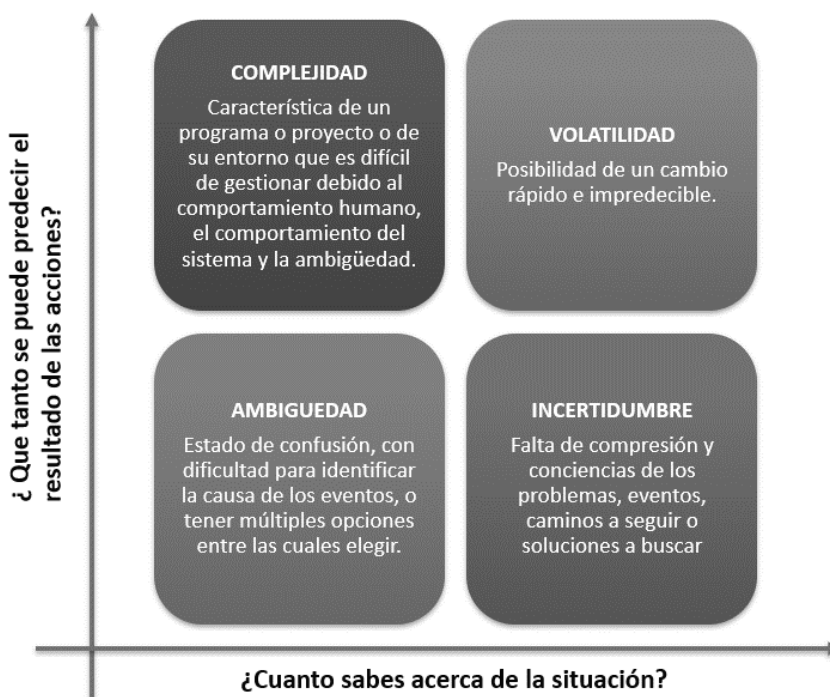 ¿ Que tanto se puede predecir el
resultado de las acciones?
COMPLEJIDAD
Característica de un
programa o proyecto o de
su entorno que es difícil
de gestionar debido al
comportamiento humano,
el comportamiento del
sistema y la ambigüedad.
VOLATILIDAD
Posibilidad de un cambio
rápido e impredecible.
AMBIGUEDAD
Estado de confusión, con
dificultad para identificar
la causa de los eventos, o
tener múltiples opciones
entre las cuales elegir.
INCERTIDUMBRE
Falta de compresión y
conciencias de los
problemas, eventos,
caminos a seguir o
soluciones a buscar
¿Cuanto sabes acerca de la situación?